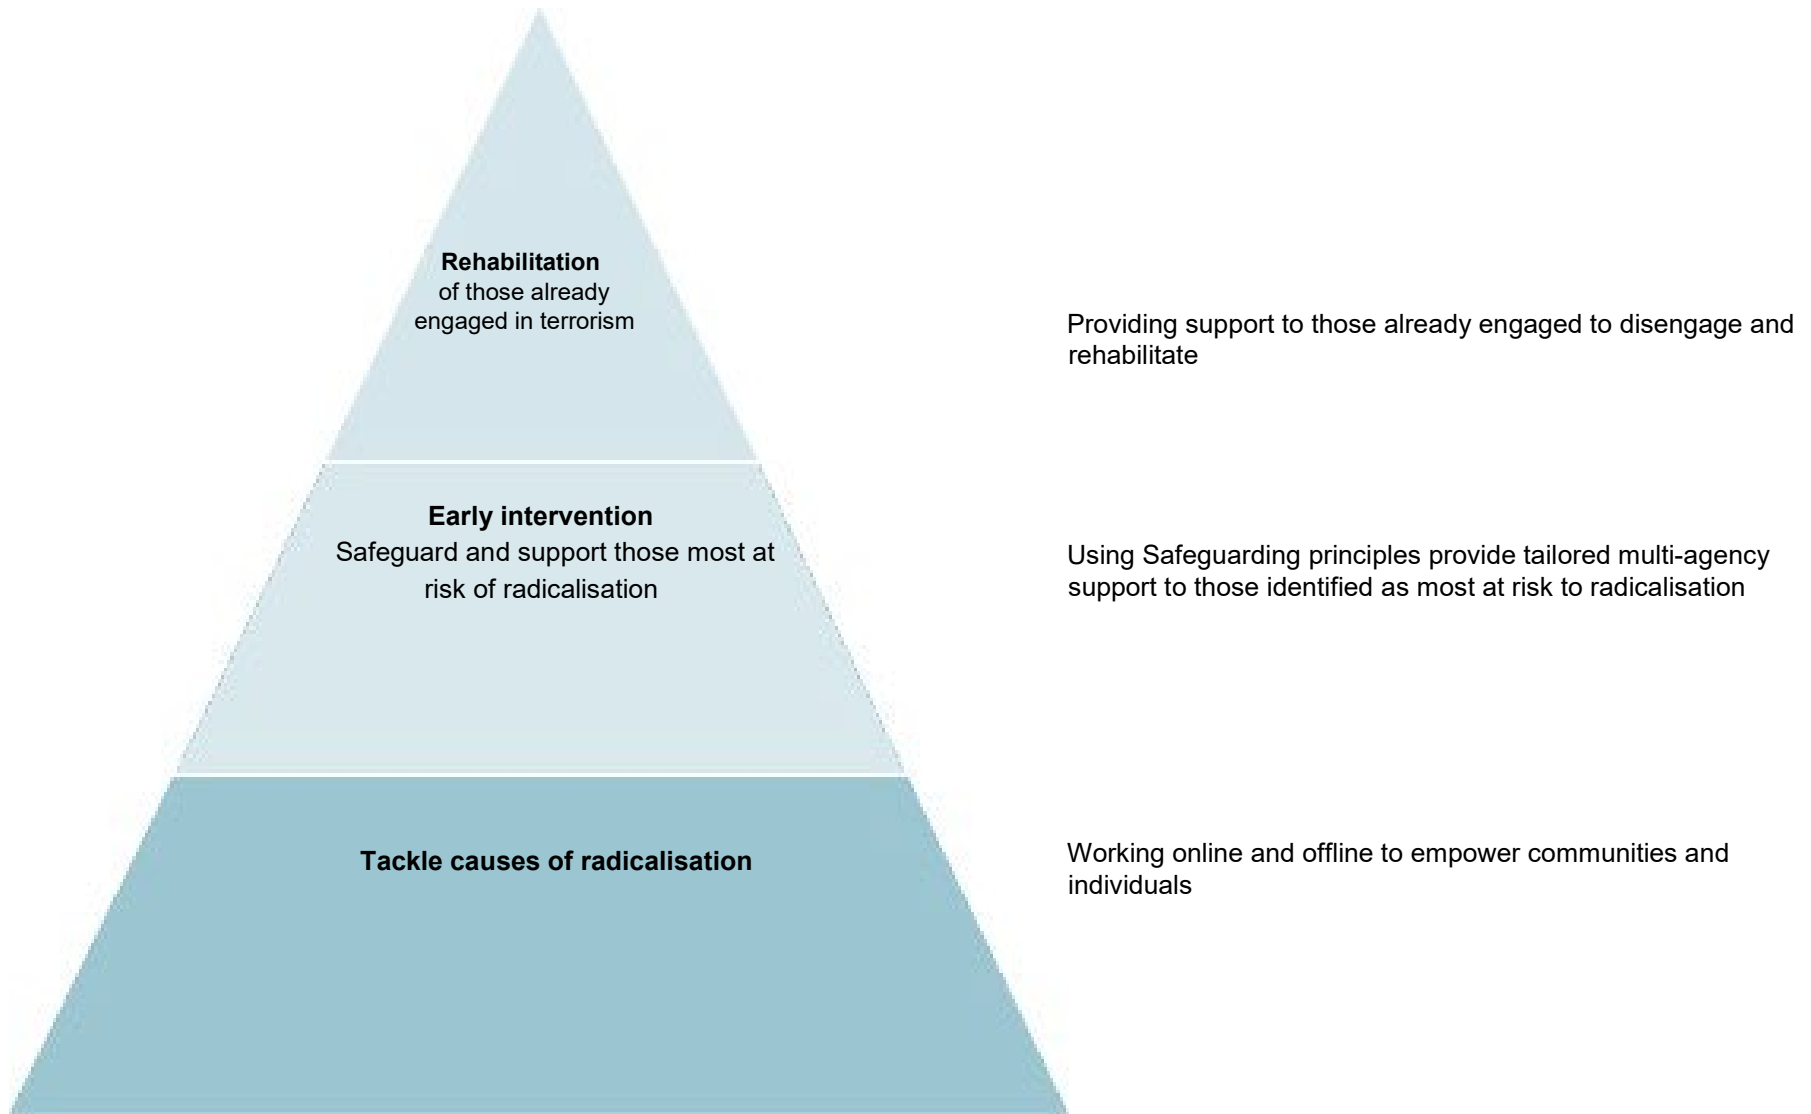 Rehabilitation
of those already
engaged in terrorism
Providing support to those already engaged to disengage and
rehabilitate
Early intervention
Safeguard and support those most at
risk of radicalisation
Using Safeguarding principles provide tailored multi-agency
support to those identified as most at risk to radicalisation
Tackle causes of radicalisation
Working online and offline to empower communities and
individuals